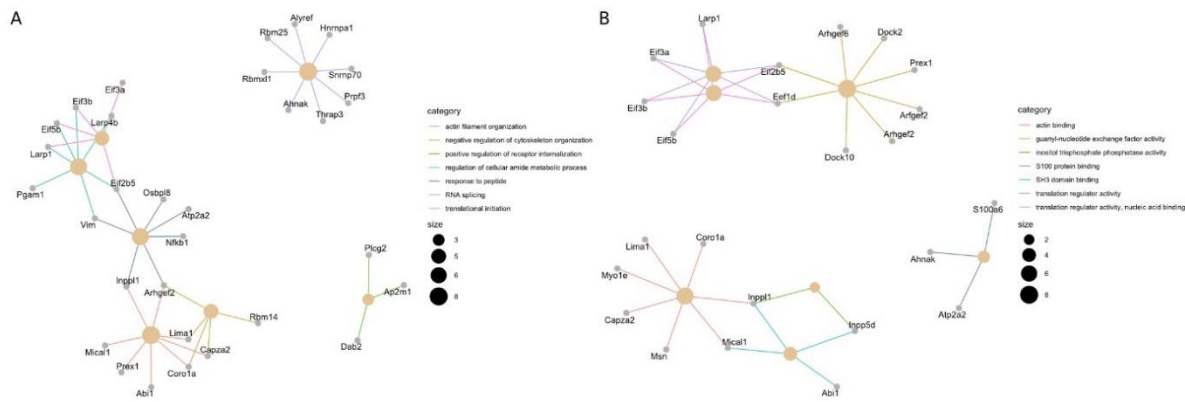 A
B
Alyref
Rbm25
Hnrnpa1
Rbmxl1
Snrnp70
Prpf3
Ahnak
Thrap3
Eif3a
Eif3b
Larp4b
Eif5b
Larp1
Pgam1
Eif2b5
Osbpl8
Vim
Atp2a2
Nfkb1
Inppl1
Arhgef2
Rbm14
Lima1
Mical1
Capza2
Prex1
Coro1a
Abi1
Plcg2
Ap2m1
Dab2
category
actin filament organization
negative regulation of cytoskeleton organization
positive regulation of receptor internalization
regulation of cellular amide metabolic process
response to peptide
RNA splicing
translational initiation
size
3
5
6
8
Larp1
Arhgef6
Dock2
Eif3a
Eif2b5
Prex1
Eif3b
Eef1d
Arfgef2
Eif5b
Arhgef2
Dock10
Lima1
Coro1a
Myo1e
Capza2
Inppl1
Msn
Mical1
Inpp5d
Abi1
S100a6
Ahnak
Atp2a2
category
actin binding
guanyl-nucleotide exchange factor activity
inositol trisphosphate phosphatase activity
S100 protein binding
SH3 domain binding
translation regulator activity
translation regulator activity, nucleic acid binding
size
2
4
6
8